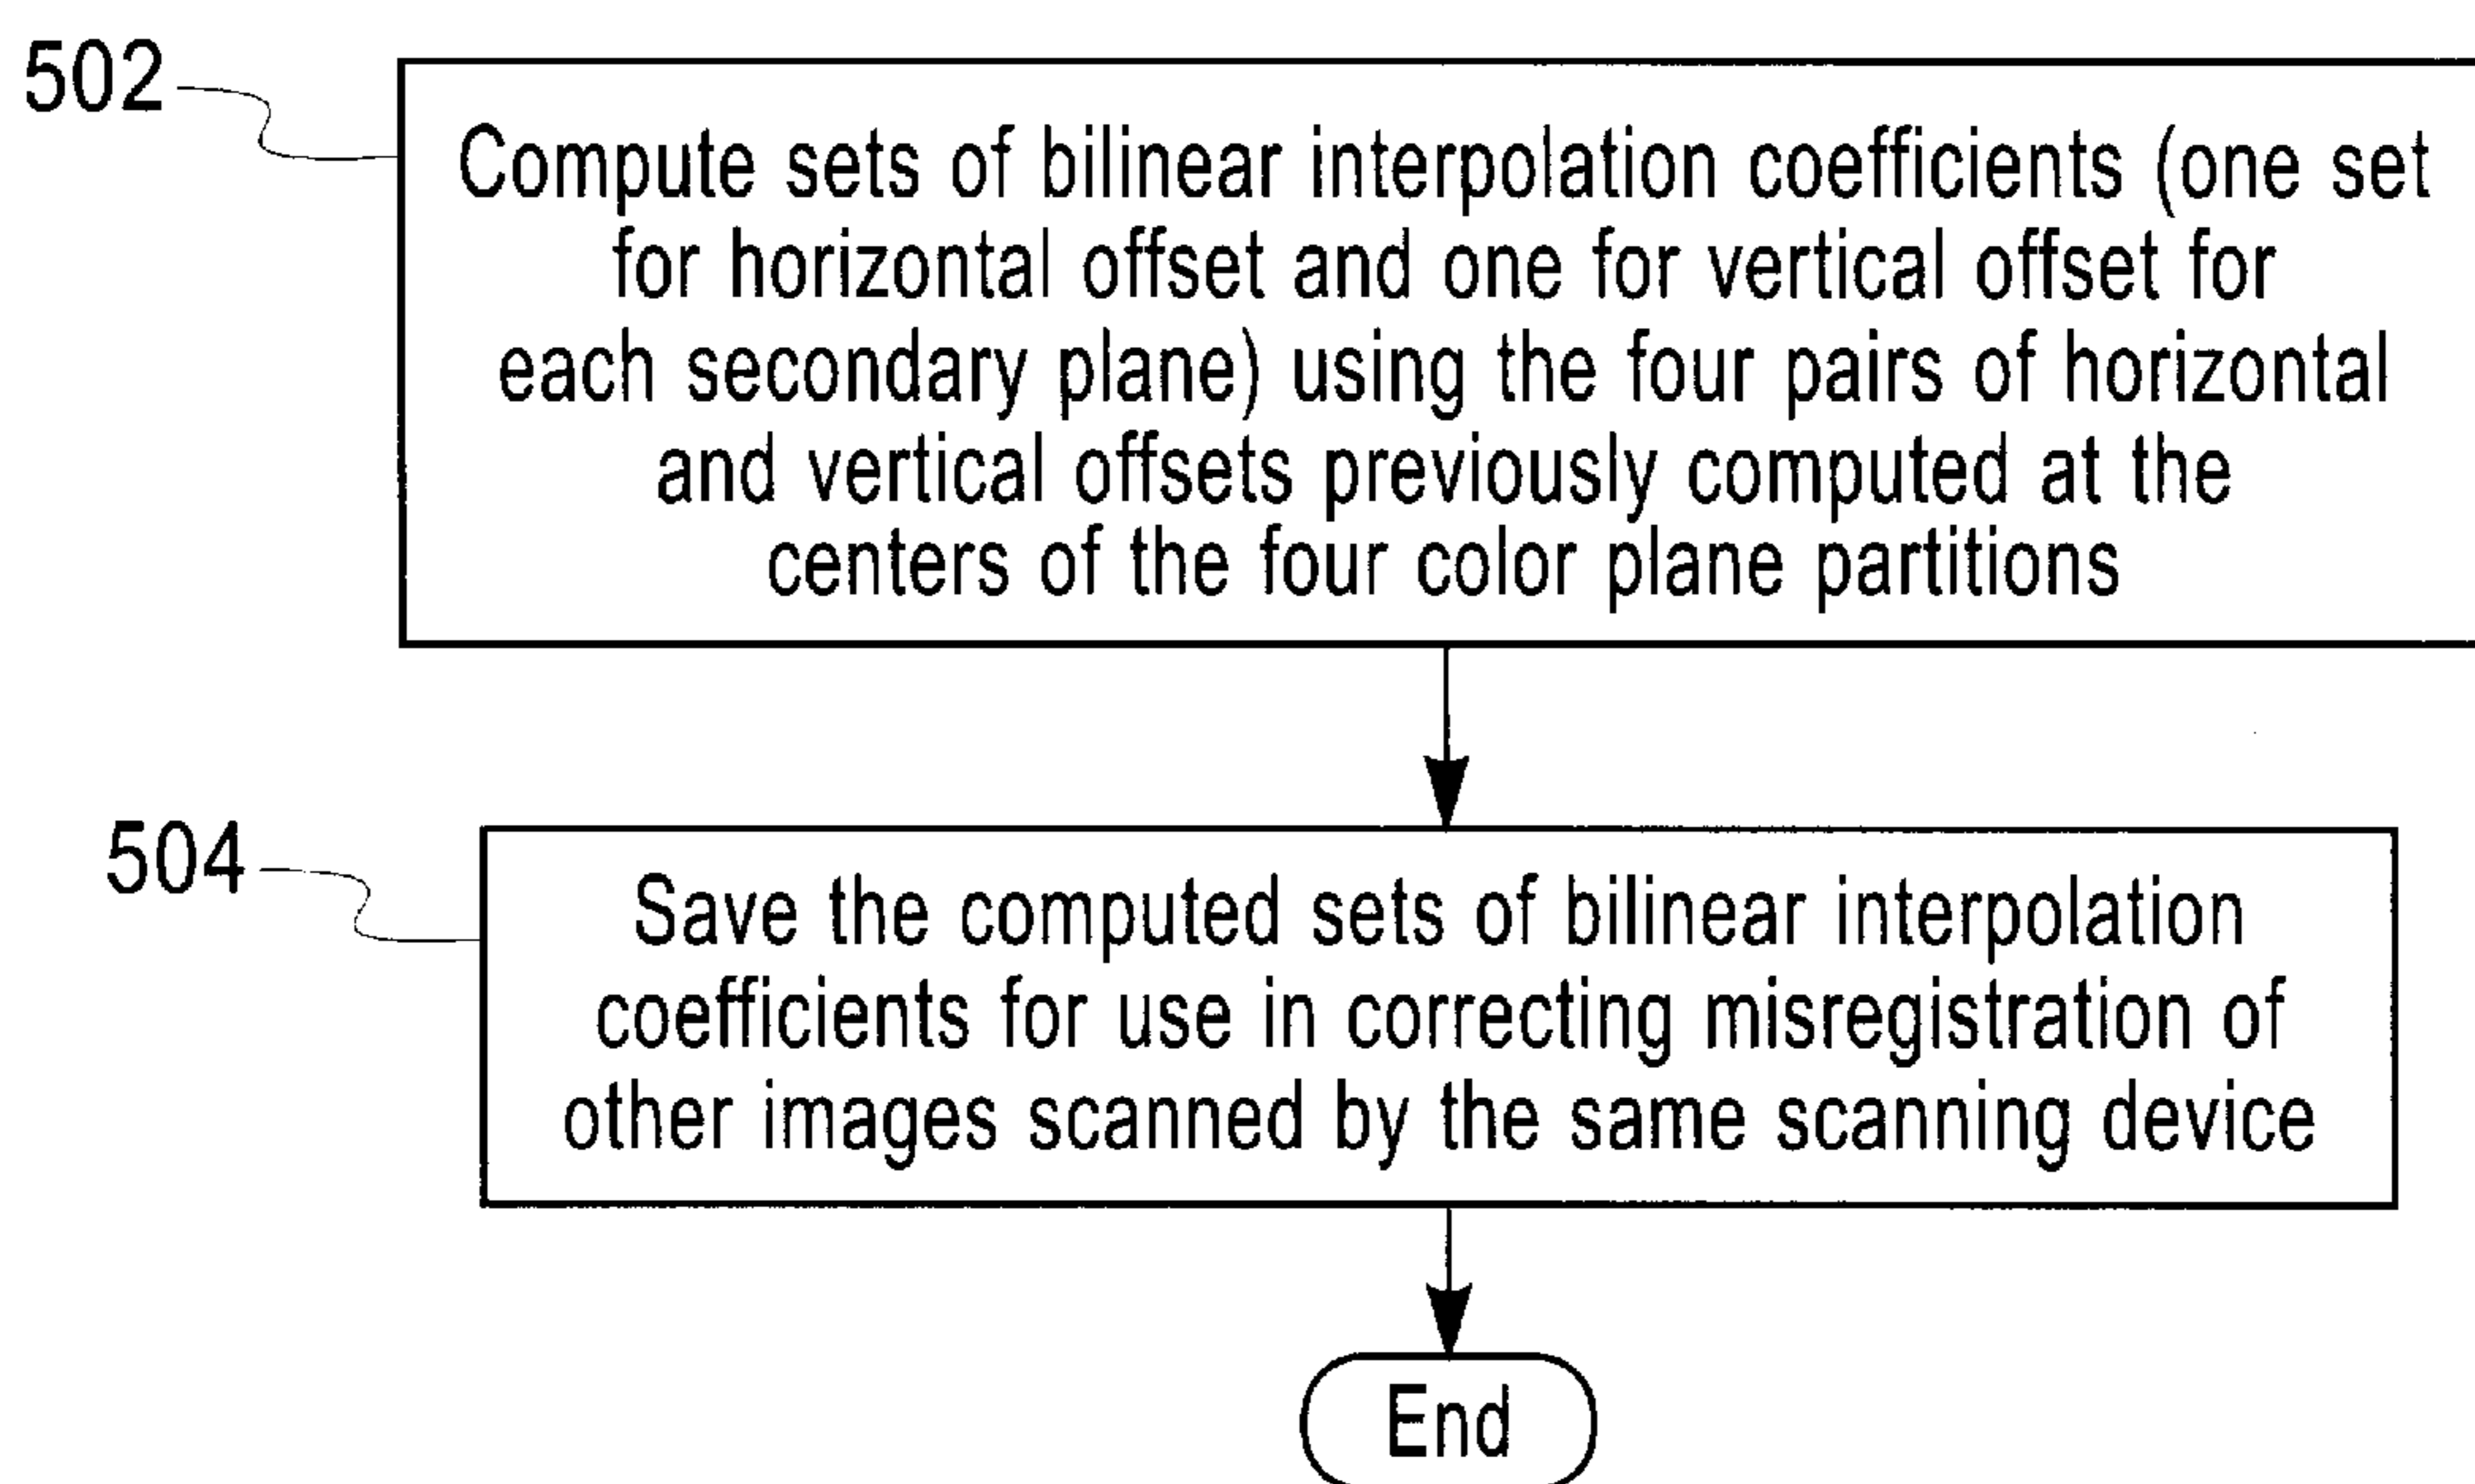 502
Compute sets of bilinear interpolation coefficients (one set
for horizontal offset and one for vertical offset for
each secondary plane) using the four pairs of horizontal
and vertical offsets previously computed at the
centers of the four color plane partitions
504
Save the computed sets of bilinear interpolation
coefficients for use in correcting misregistration of
other images scanned by the same scanning device
End